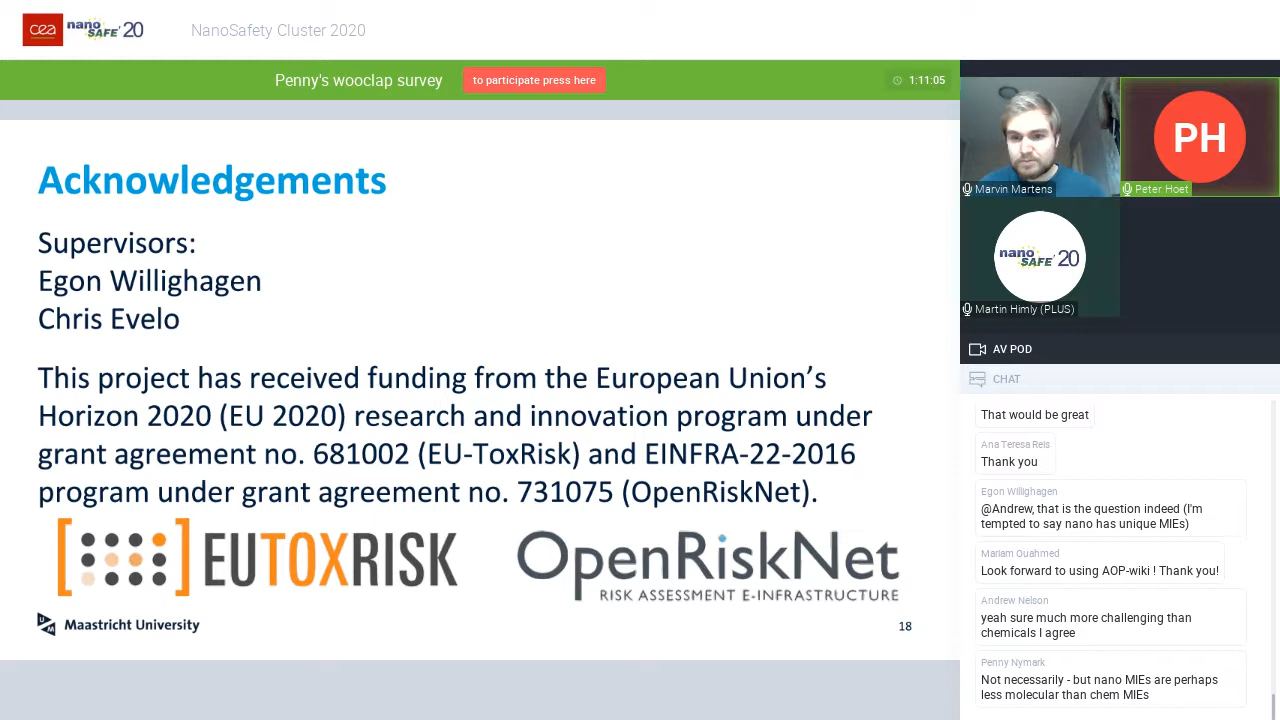 cea nano SAFE' 20
NanoSafety Cluster 2020
Penny's wooclap survey
to participate press here
1:11:05
Acknowledgements
Supervisors:
Egon Willighagen
Chris Evelo
This project has received funding from the European Union’s
Horizon 2020 (EU 2020) research and innovation program under
grant agreement no. 681002 (EU-ToxRisk) and EINFRA-22-2016
program under grant agreement no. 731075 (OpenRiskNet).
EUTOXRISK
OpenRiskNet
RISK ASSESSMENT E-INFRASTRUCTURE
UM Maastricht University
18
PH
Marvin Martens
Peter Hoet
nano SAFE' 20
Martin Himly (PLUS)
AV POD
CHAT
That would be great
Ana Teresa Reis
Thank you
Egon Willighagen
@Andrew, that is the question indeed (I'm
tempted to say nano has unique MIEs)
Mariam Ouahmed
Look forward to using AOP-wiki ! Thank you!
Andrew Nelson
yeah sure much more challenging than
chemicals I agree
Penny Nymark
Not necessarily - but nano MIEs are perhaps
less molecular than chem MIEs